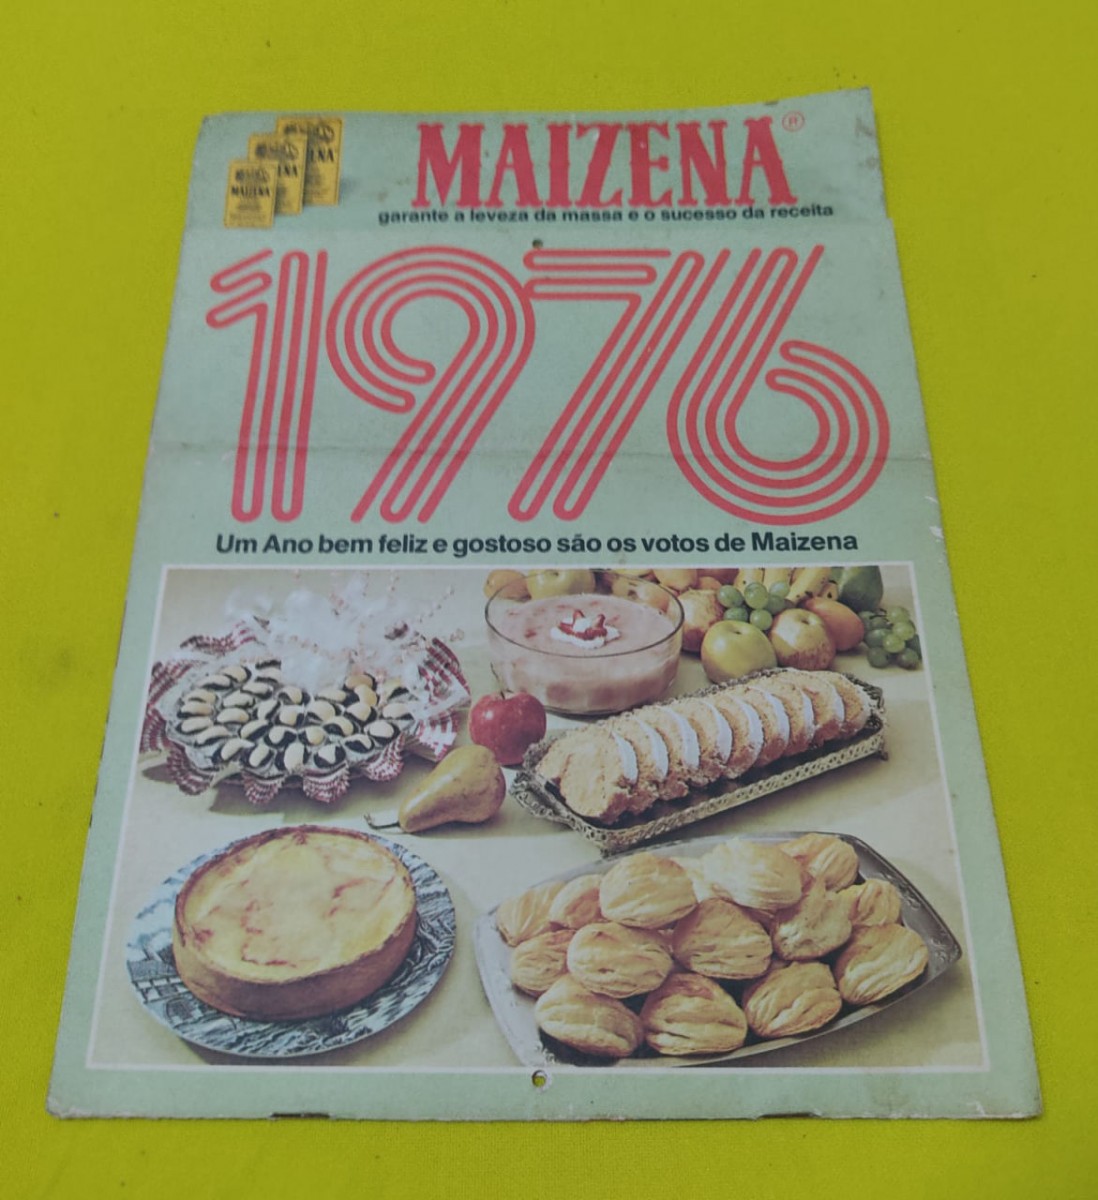 MAIZENA®
garante a leveza da massa e o sucesso da receita
MAIZENA
1976
Um Ano bem feliz e gostoso são os votos de Maizena